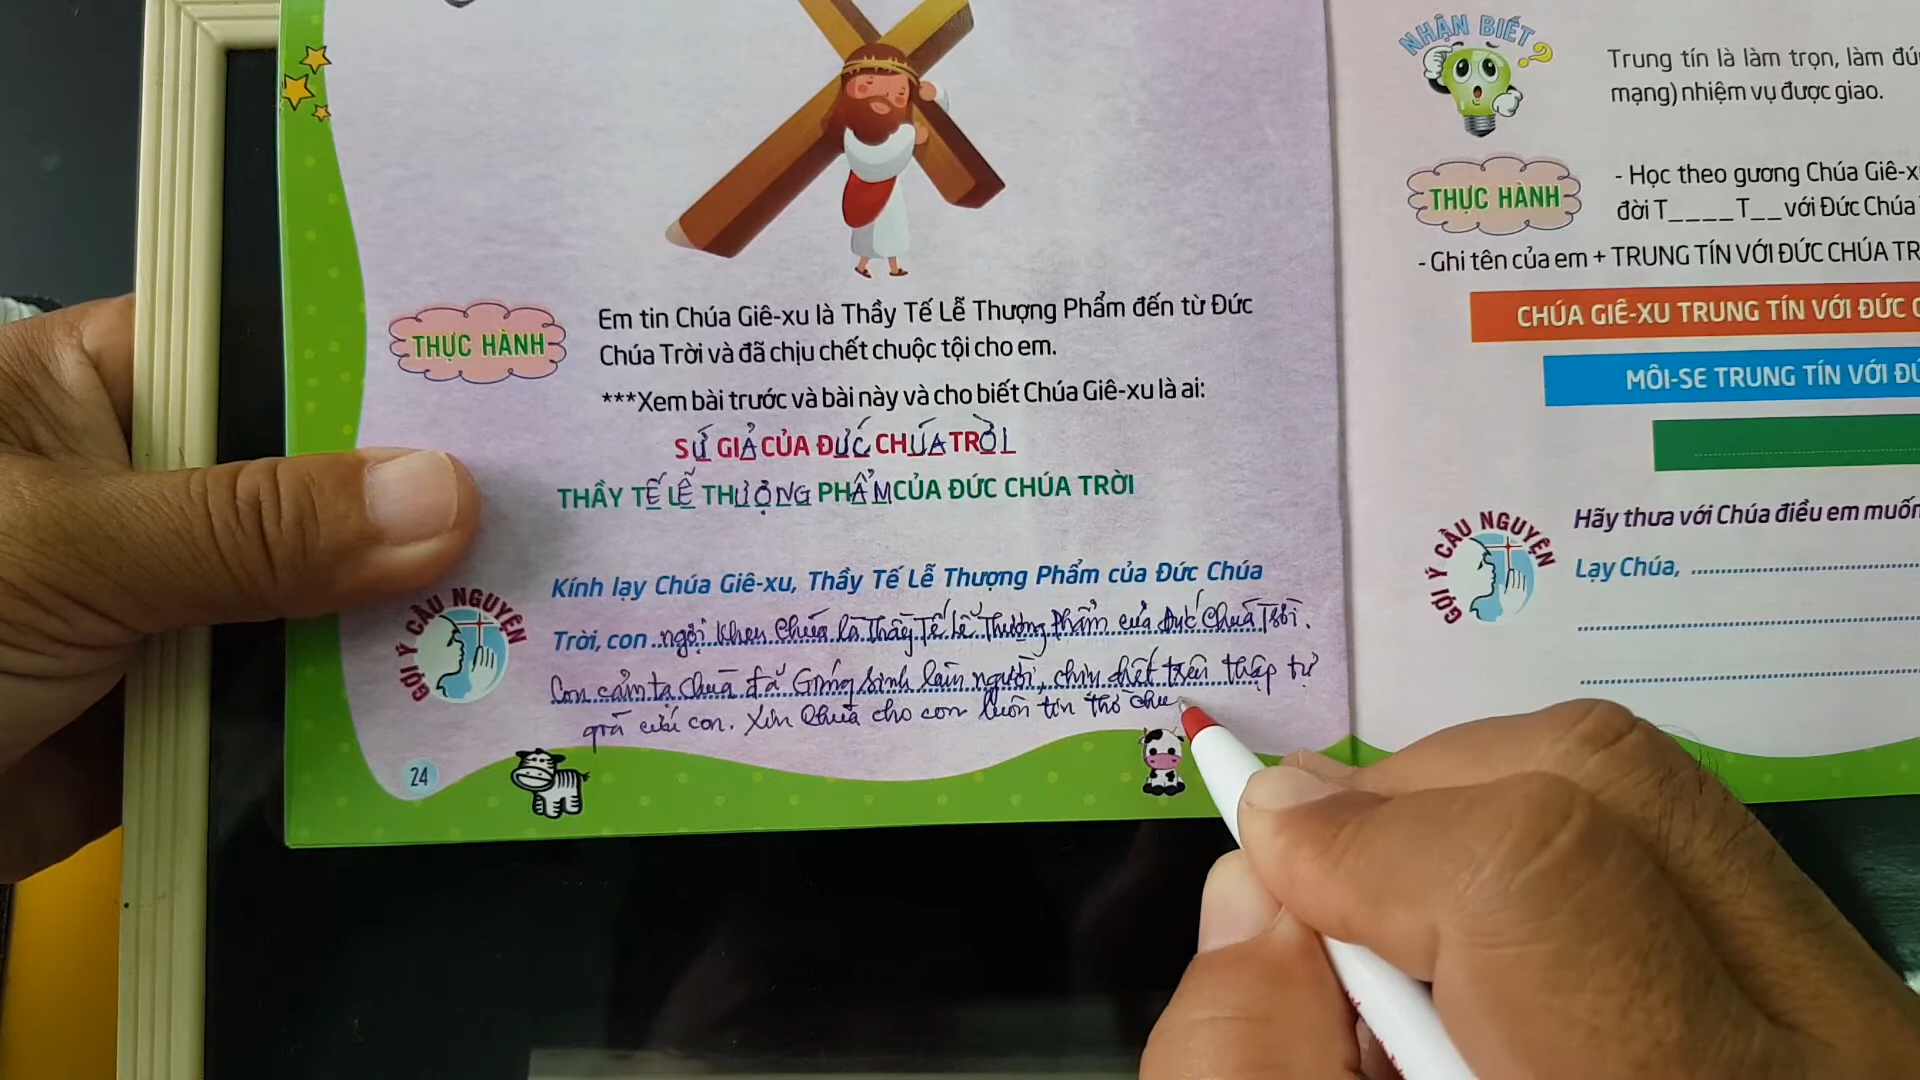 THỰC HÀNH
Em tin Chúa Giê-xu là Thầy Tế Lễ Thượng Phẩm đến từ Đức
Chúa Trời và đã chịu chết chuộc tội cho em.
***Xem bài trước và bài này và cho biết Chúa Giê-xu là ai:
SỨ GIẢ CỦA ĐỨC CHÚA TRỜI
THẦY TẾ LỄ THƯỢNG PHẨM CỦA ĐỨC CHÚA TRỜI
GỢI Ý CẦU NGUYỆN
Kính lạy Chúa Giê-xu, Thầy Tế Lễ Thượng Phẩm của Đức Chúa
Trời, con ngợi khen Chúa là Thầy Tế Lễ Thượng Phẩm của Đức Chúa Trời.
Con cảm tạ Chúa đã Giáng sinh làm người, chịu chết trên thập tự
giá cứu con. Xin Chúa cho con luôn tin thờ chu
24
NHẬN BIẾT?
Trung tín là làm trọn, làm đú
mạng) nhiệm vụ được giao.
THỰC HÀNH
- Học theo gương Chúa Giê-x
đời T____T__ với Đức Chúa
- Ghi tên của em + TRUNG TÍN VỚI ĐỨC CHÚA TR
CHÚA GIÊ-XU TRUNG TÍN VỚI ĐỨC C
MÔI-SE TRUNG TÍN VỚI ĐỨ
GỢI Ý CẦU NGUYỆN
Hãy thưa với Chúa điều em muốn
Lạy Chúa,